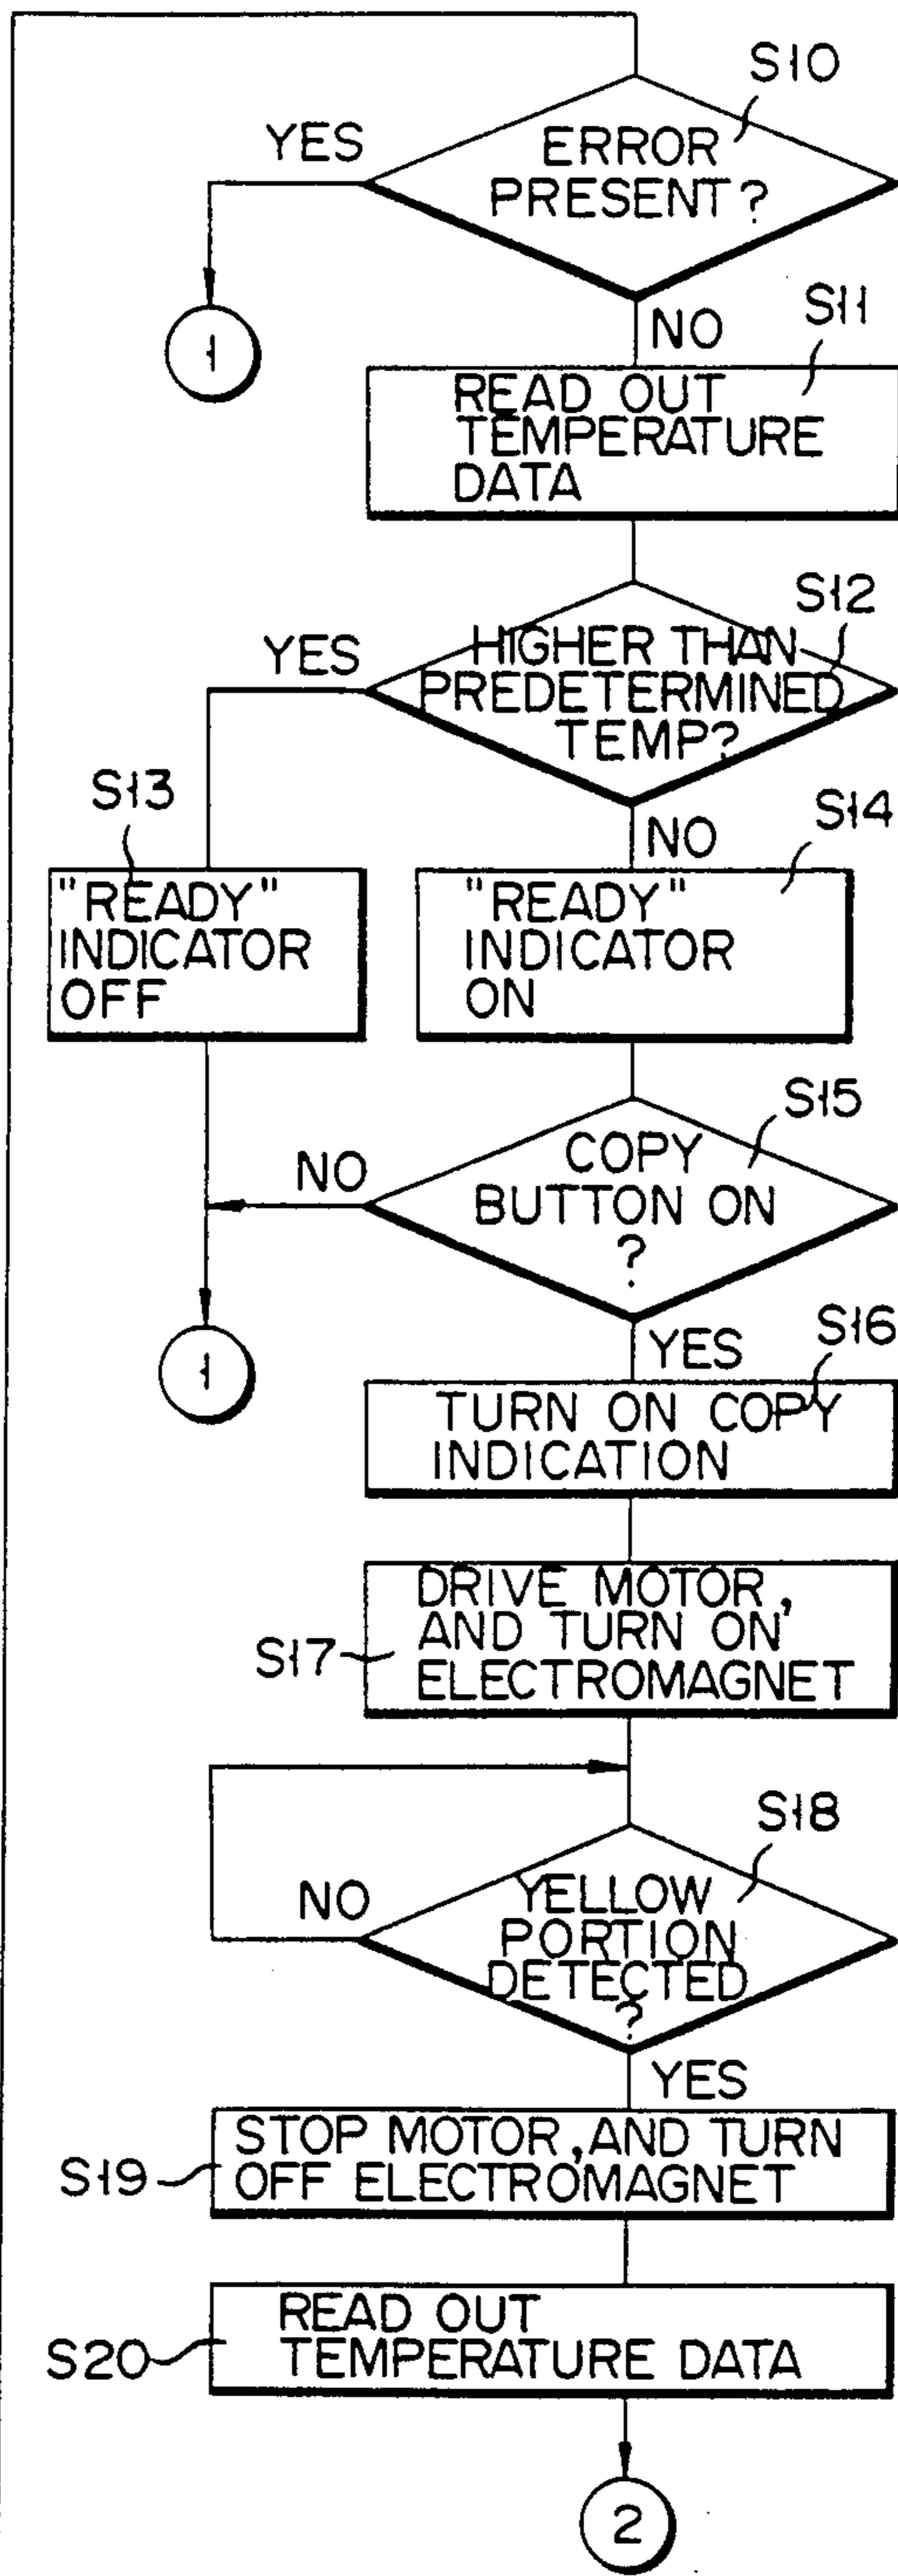 S10
YES
ERROR
PRESENT?
1
NO
S11
READ OUT
TEMPERATURE
DATA
S12
YES
HIGHER THAN
PREDETERMINED
TEMP?
S13
NO
S14
"READY"
INDICATOR
OFF
"READY"
INDICATOR
ON
S15
NO
COPY
BUTTON ON
?
1
YES
S16
TURN ON COPY
INDICATION
S17
DRIVE MOTOR,
AND TURN ON
ELECTROMAGNET
S18
NO
YELLOW
PORTION
DETECTED
?
YES
S19
STOP MOTOR, AND TURN
OFF ELECTROMAGNET
S20
READ OUT
TEMPERATURE DATA
2